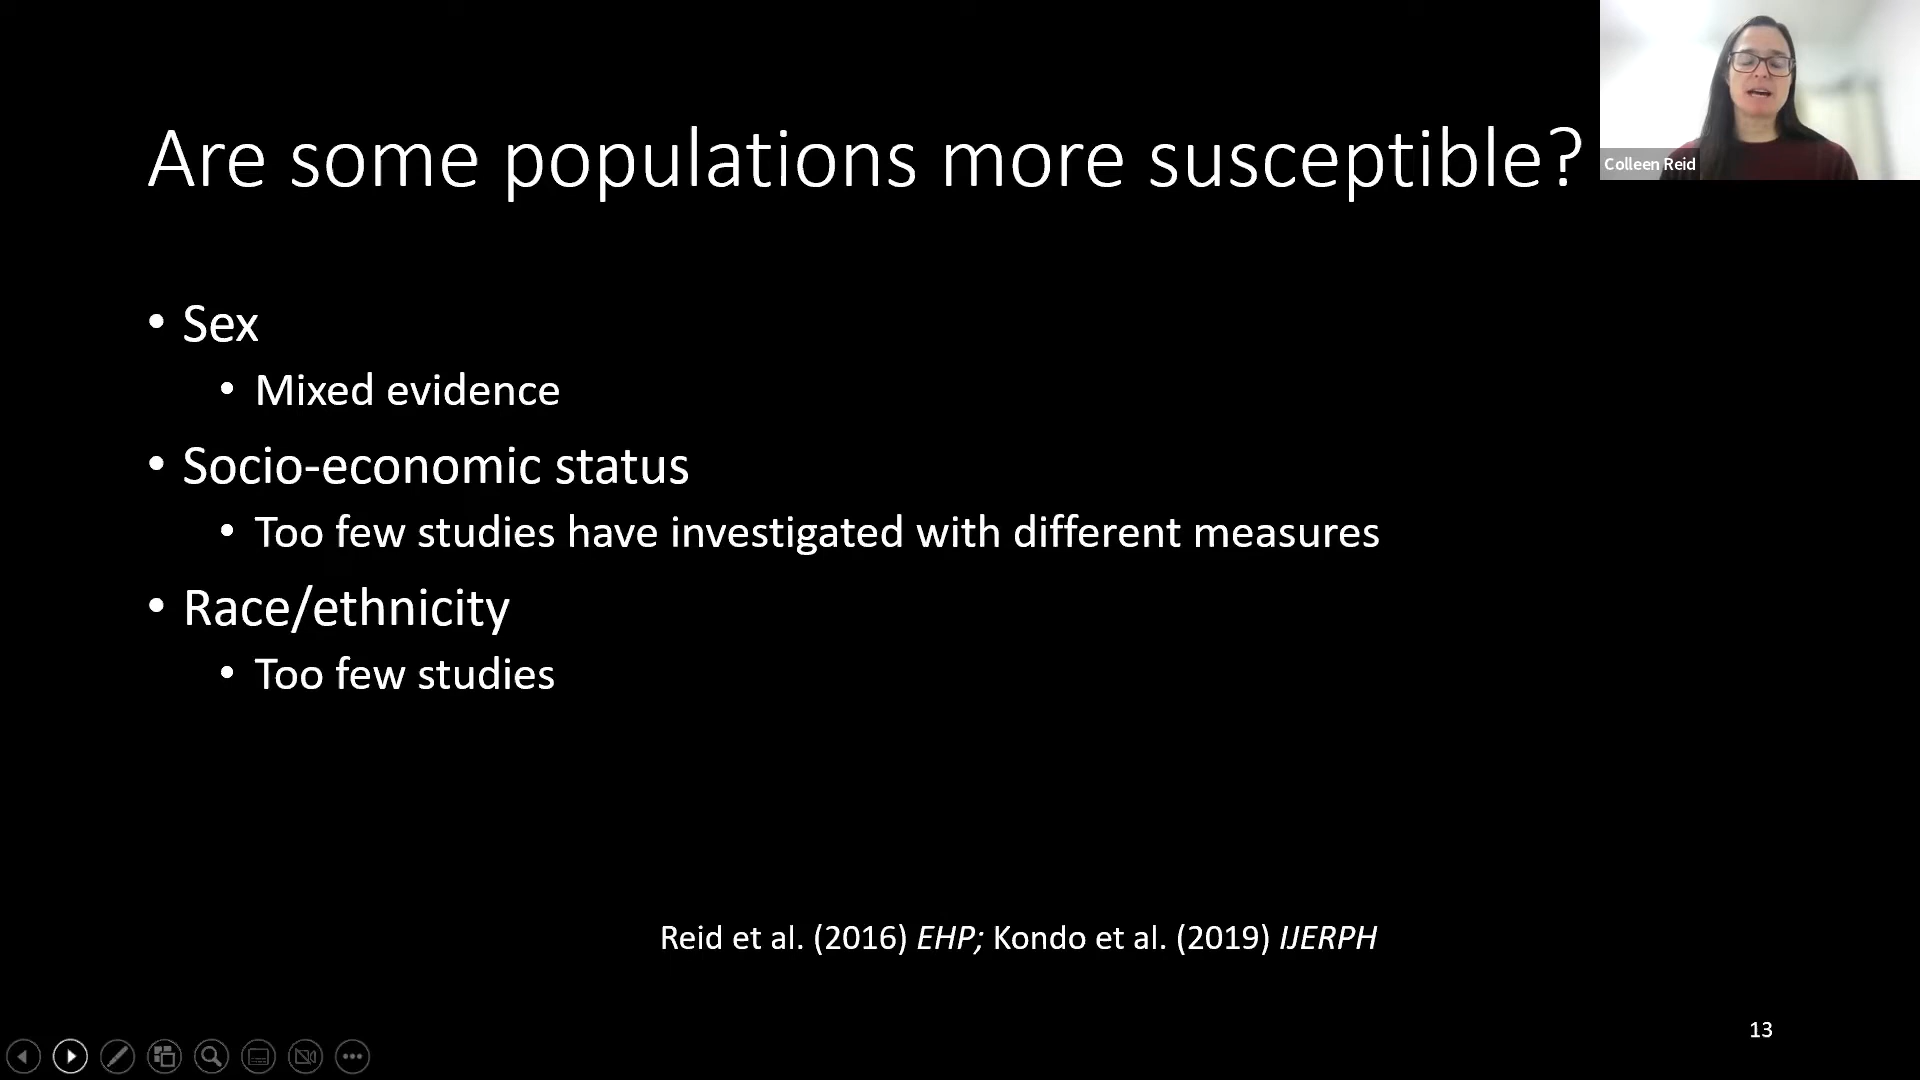 Are some populations more susceptible?
Colleen Reid
• Sex
• Mixed evidence
• Socio-economic status
• Too few studies have investigated with different measures
• Race/ethnicity
• Too few studies
Reid et al. (2016) EHP; Kondo et al. (2019) IJERPH
13